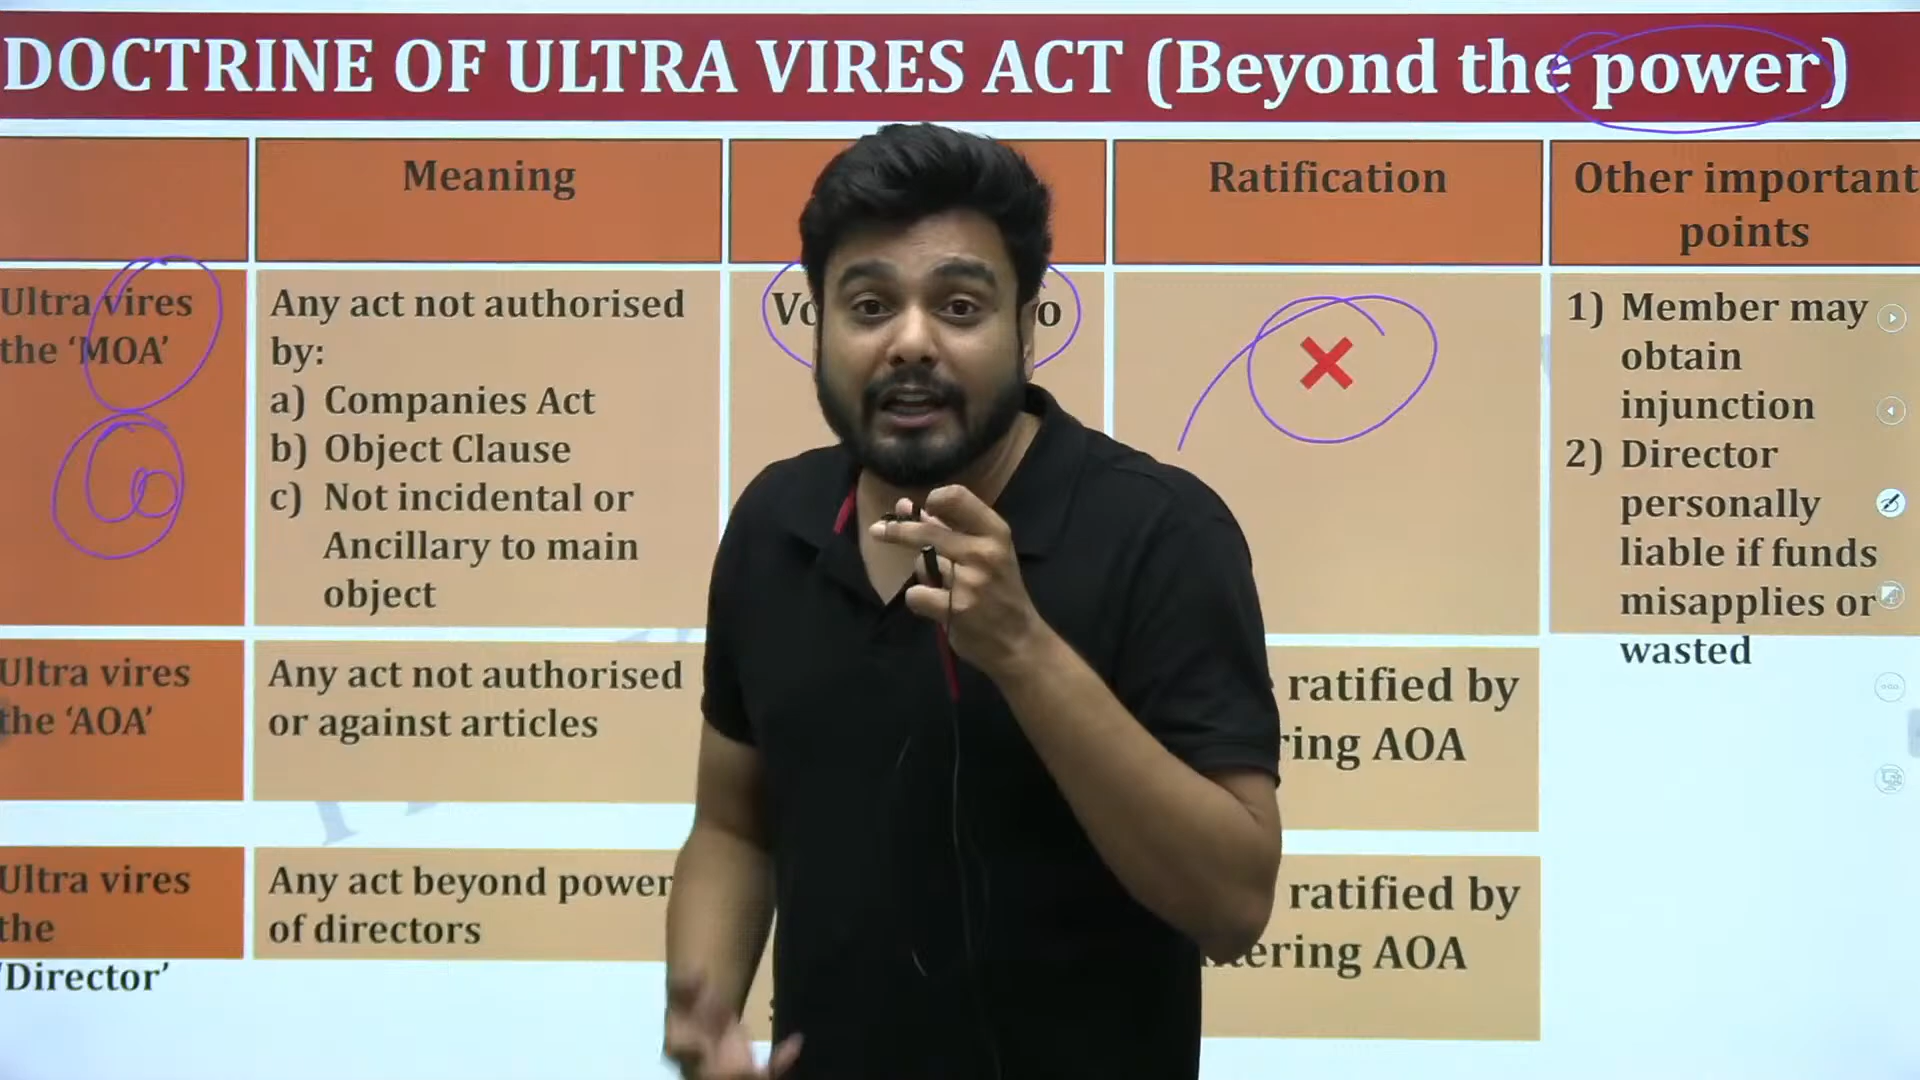 DOCTRINE OF ULTRA VIRES ACT (Beyond the power)
Meaning
Ratification
Other important
points
Ultra vires
the ‘MOA’
Co
Any act not authorised
by:
a) Companies Act
b) Object Clause
c) Not incidental or
Ancillary to main
object
1) Member may
obtain
injunction
2) Director
personally
liable if funds
misapplies or
wasted
Ultra vires
the ‘AOA’
Any act not authorised
or against articles
ratified by
AOA
Ultra vires
the
‘Director’
Any act beyond power
of directors
ratified by
AOA